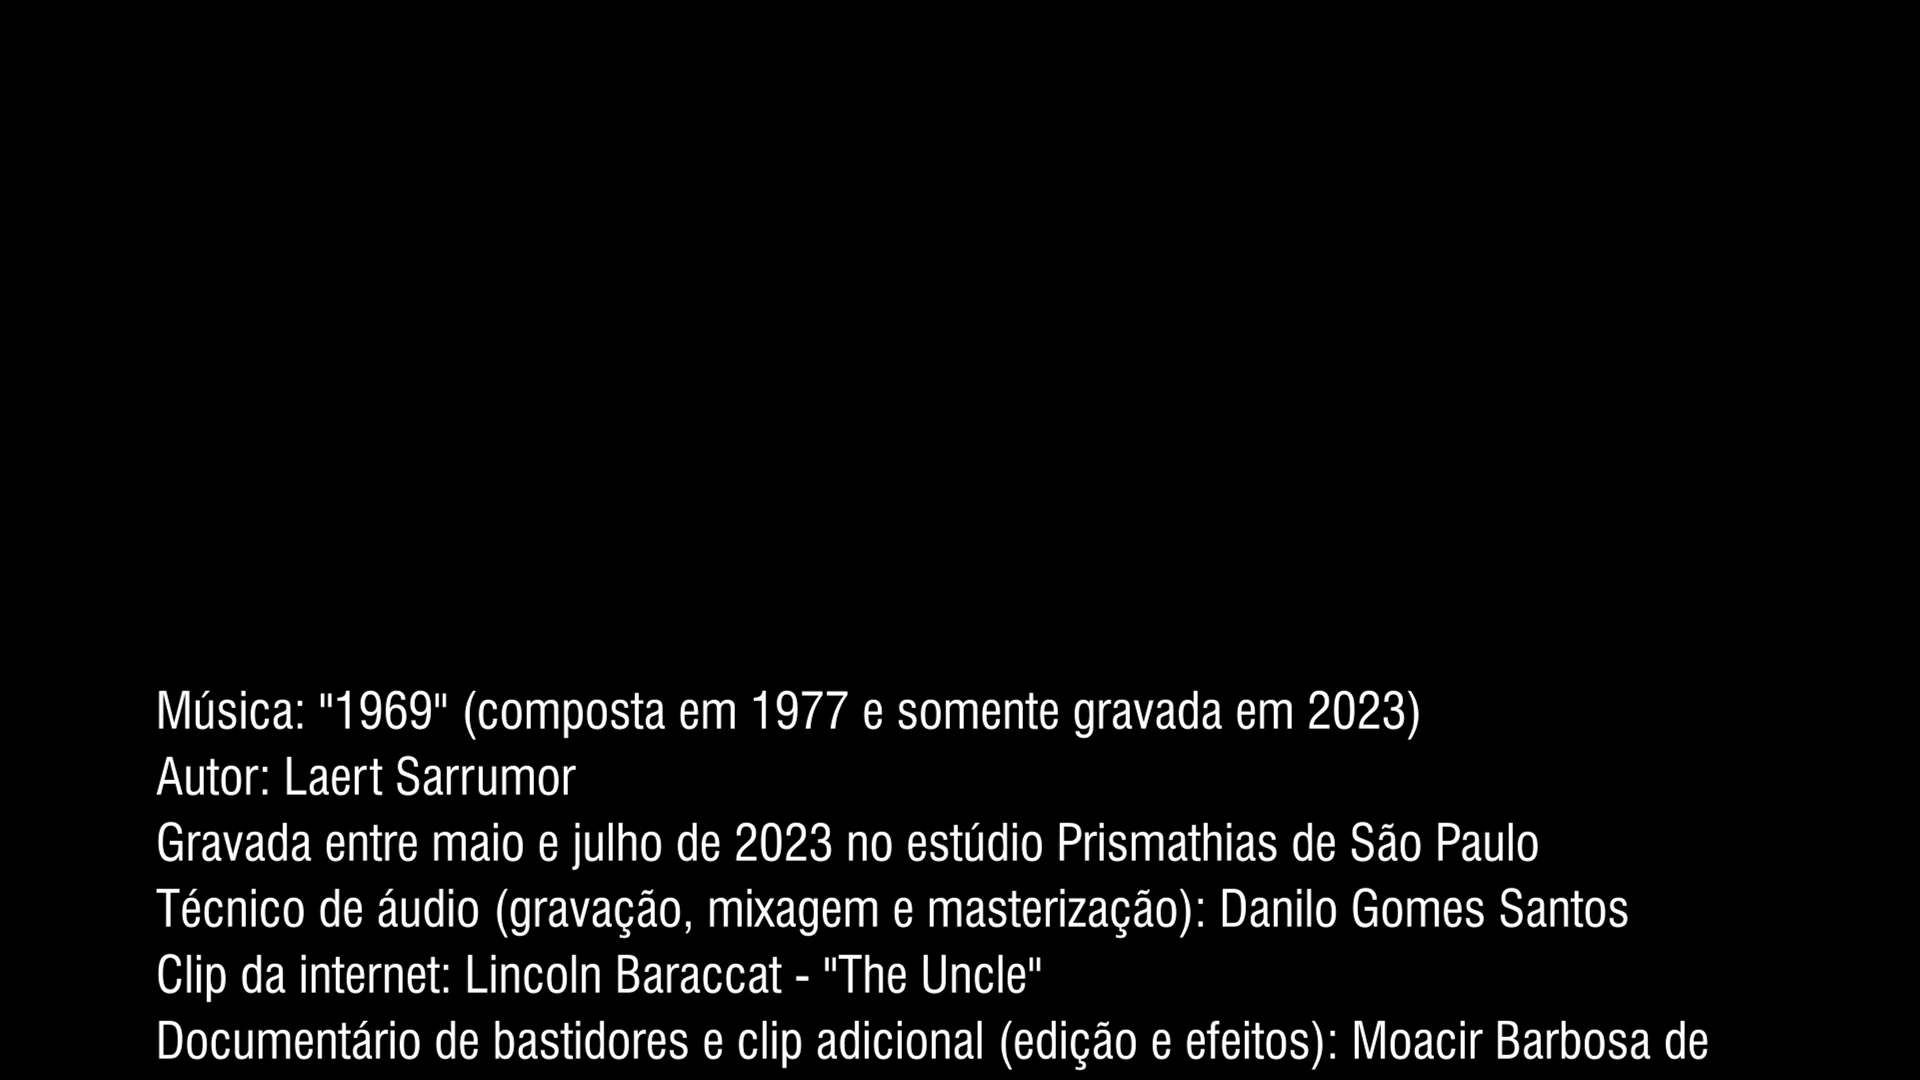 Música: "1969" (composta em 1977 e somente gravada em 2023)
Autor: Laert Sarrumor
Gravada entre maio e julho de 2023 no estúdio Prismathias de São Paulo
Técnico de áudio (gravação, mixagem e masterização): Danilo Gomes Santos
Clip da internet: Lincoln Baraccat - "The Uncle"
Documentário de bastidores e clip adicional (edição e efeitos): Moacir Barbosa de